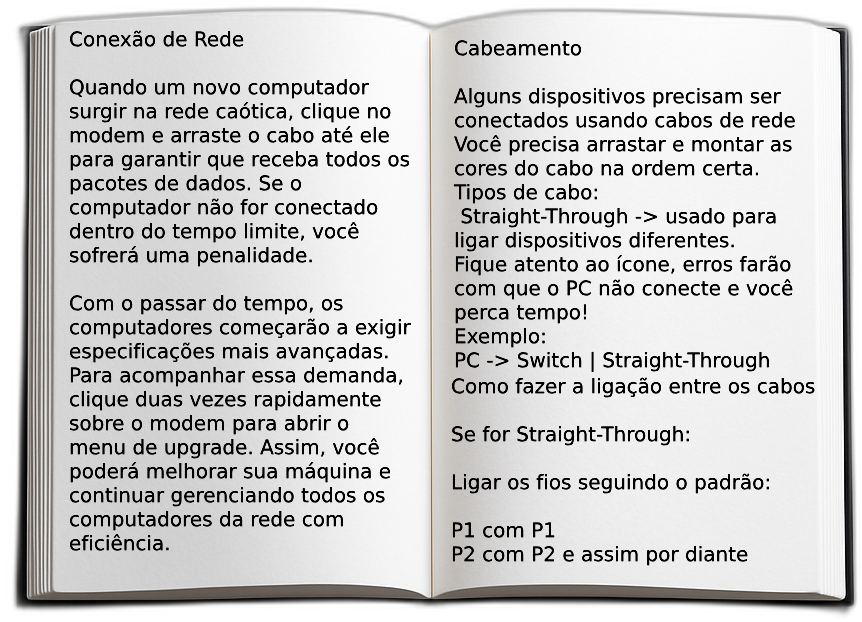 Conexão de Rede
Quando um novo computador
surgir na rede caótica, clique no
modem e arraste o cabo até ele
para garantir que receba todos os
pacotes de dados. Se o
computador não for conectado
dentro do tempo limite, você
sofrerá uma penalidade.
Com o passar do tempo, os
computadores começarão a exigir
especificações mais avançadas.
Para acompanhar essa demanda,
clique duas vezes rapidamente
sobre o modem para abrir o
menu de upgrade. Assim, você
poderá melhorar sua máquina e
continuar gerenciando todos os
computadores da rede com
eficiência.
Cabeamento
Alguns dispositivos precisam ser
conectados usando cabos de rede
Você precisa arrastar e montar as
cores do cabo na ordem certa.
Tipos de cabo:
Straight-Through -> usado para
ligar dispositivos diferentes.
Fique atento ao ícone, erros farão
com que o PC não conecte e você
perca tempo!
Exemplo:
PC -> Switch | Straight-Through
Como fazer a ligação entre os cabos
Se for Straight-Through:
Ligar os fios seguindo o padrão:
P1 com P1
P2 com P2 e assim por diante